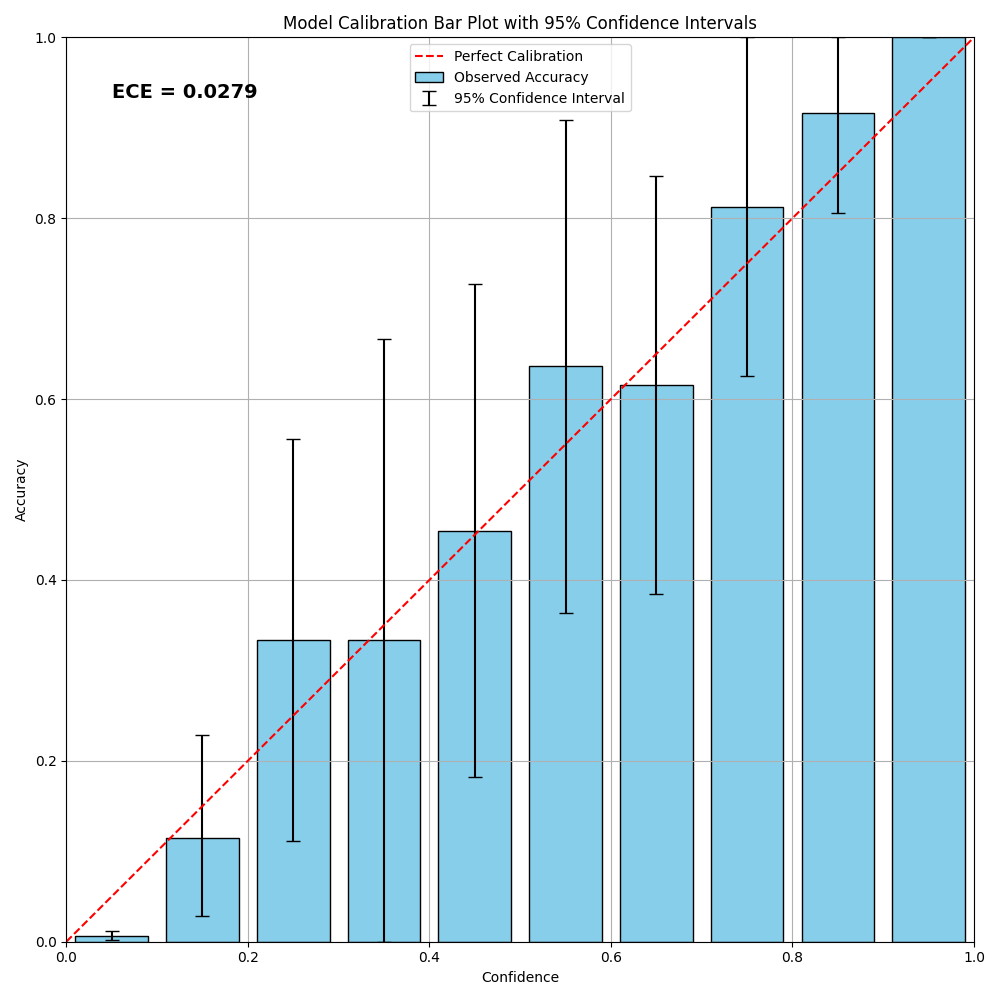 Model Calibration Bar Plot with 95% Confidence Intervals
Perfect Calibration
Observed Accuracy
95% Confidence Interval
ECE = 0.0279
1.0
0.8
0.6
0.4
0.2
0.0
Accuracy
0.0 0.2 0.4 0.6 0.8 1.0
Confidence